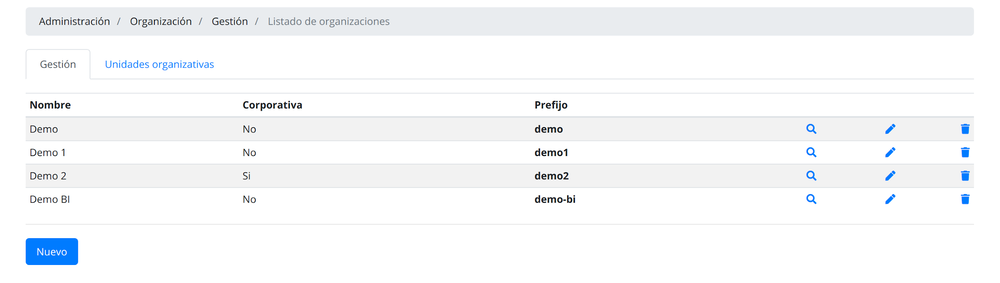 Administración / Organización / Gestión / Listado de organizaciones
Gestión Unidades organizativas
Nombre Corporativa Prefijo
Demo No demo
Demo 1 No demo1
Demo 2 Si demo2
Demo BI No demo-bi
Nuevo